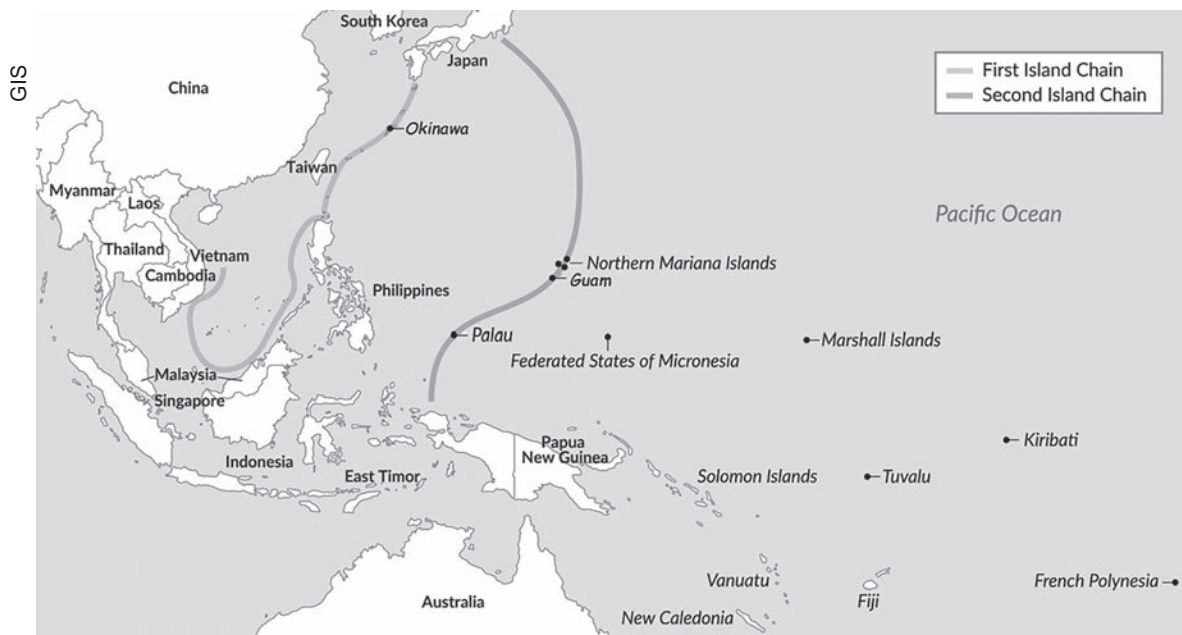 GIS
South Korea
Japan
First Island Chain
Second Island Chain
China
Okinawa
Taiwan
Myanmar
Laos
Pacific Ocean
Thailand
Vietnam
Cambodia
Northern Mariana Islands
Guam
Philippines
Palau
Federated States of Micronesia
Marshall Islands
Malaysia
Singapore
Papua
New Guinea
Kiribati
Indonesia
East Timor
Solomon Islands
Tuvalu
Vanuatu
Fiji
French Polynesia
Australia
New Caledonia